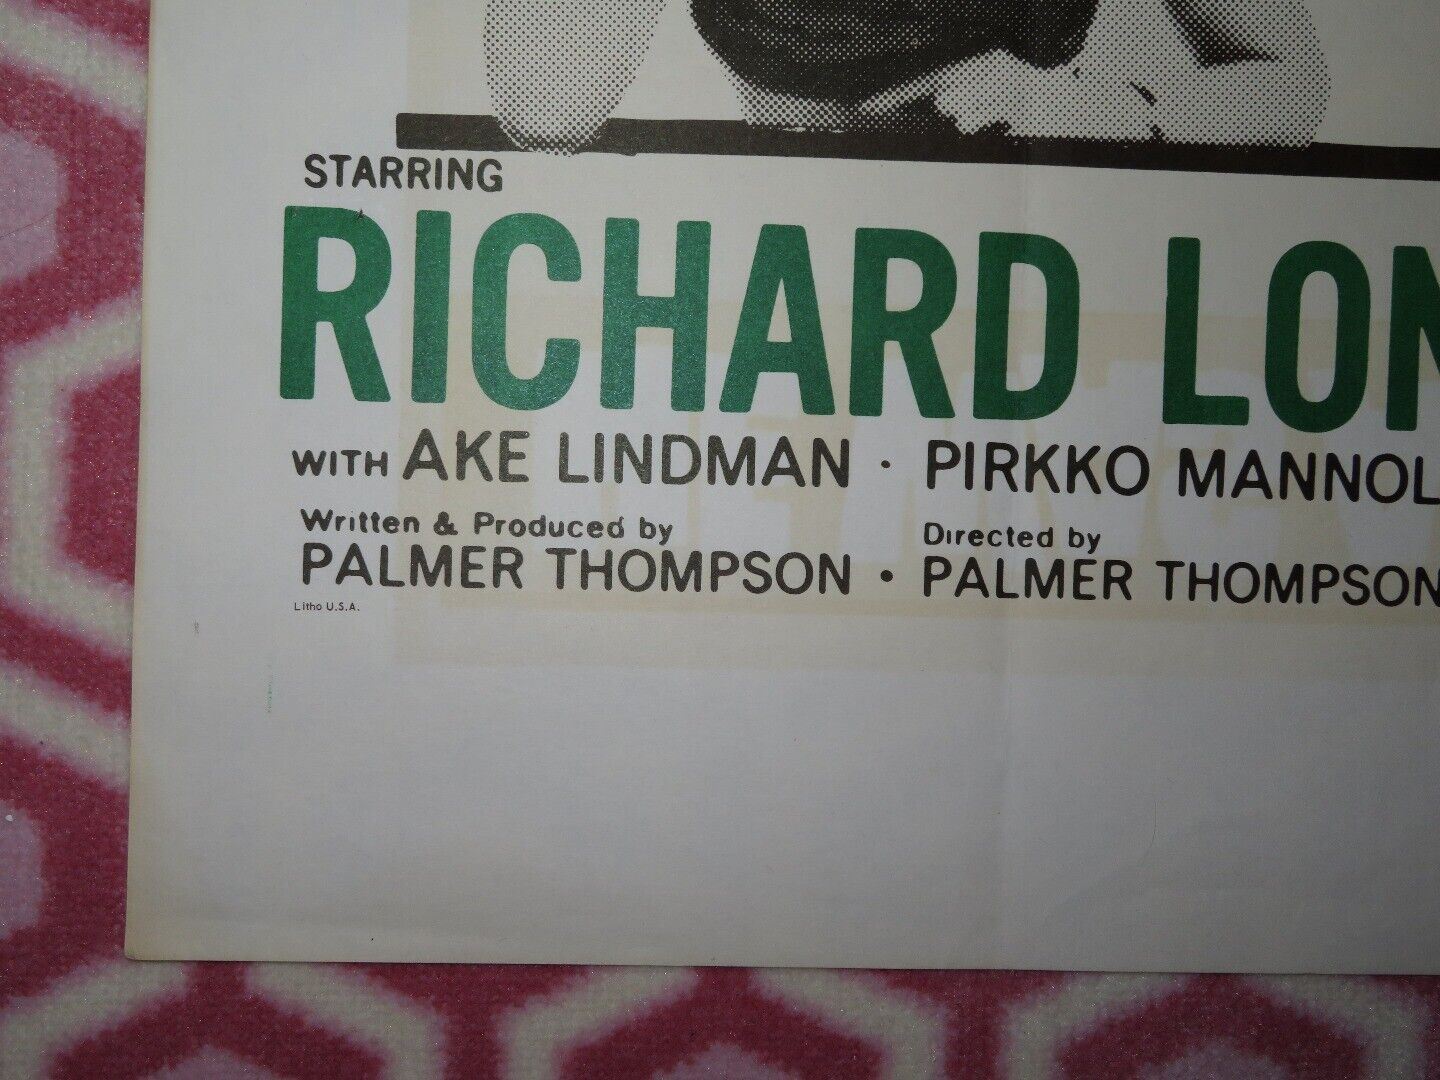 STARRING
RICHARD LON
WITH AKE LINDMAN · PIRKKO MANNOL
Written & Produced by
PALMER THOMPSON · 
Directed by
PALMER THOMPSON
Litho U.S.A.